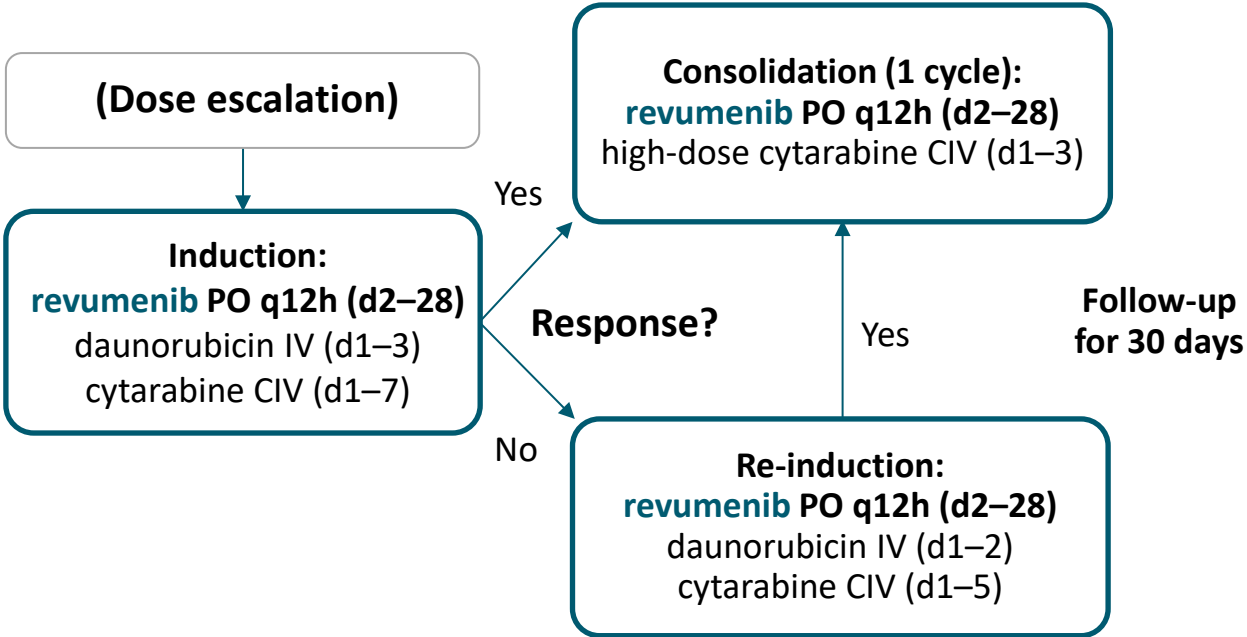 (Dose escalation)
Induction:
revumenib PO q12h (d2–28)
daunorubicin IV (d1–3)
cytarabine CIV (d1–7)
Response?
Yes
No
Consolidation (1 cycle):
revumenib PO q12h (d2–28)
high-dose cytarabine CIV (d1–3)
Yes
Re-induction:
revumenib PO q12h (d2–28)
daunorubicin IV (d1–2)
cytarabine CIV (d1–5)
Follow-up
for 30 days